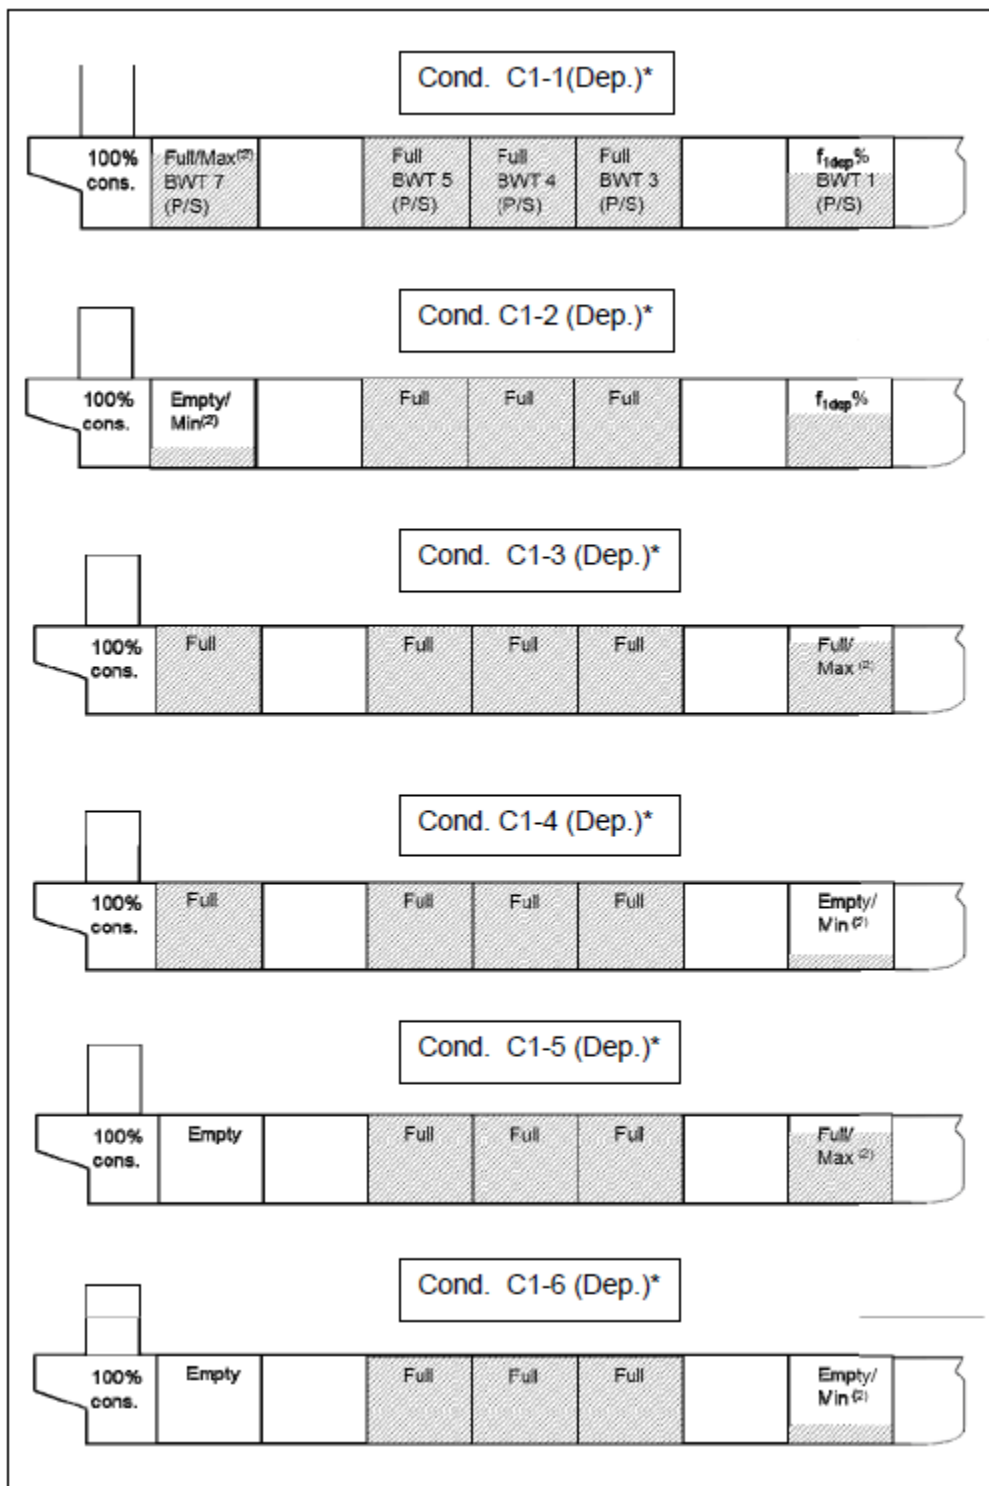 Cond. C1-1(Dep.)*
100%
cons.
Full/Max(2)
BWT 7
(P/S)
Full
BWT 5
(P/S)
Full
BWT 4
(P/S)
Full
BWT 3
(P/S)
f1dep%
BWT 1
(P/S)
Cond. C1-2 (Dep.)*
100%
cons.
Empty/
Min(2)
Full
Full
Full
f1dep%
Cond. C1-3 (Dep.)*
100%
cons.
Full
Full
Full
Full
Full/
Max (2)
Cond. C1-4 (Dep.)*
100%
cons.
Full
Full
Full
Full
Empty/
Min (2)
Cond. C1-5 (Dep.)*
100%
cons.
Empty
Full
Full
Full
Full/
Max (2)
Cond. C1-6 (Dep.)*
100%
cons.
Empty
Full
Full
Full
Empty/
Min (2)